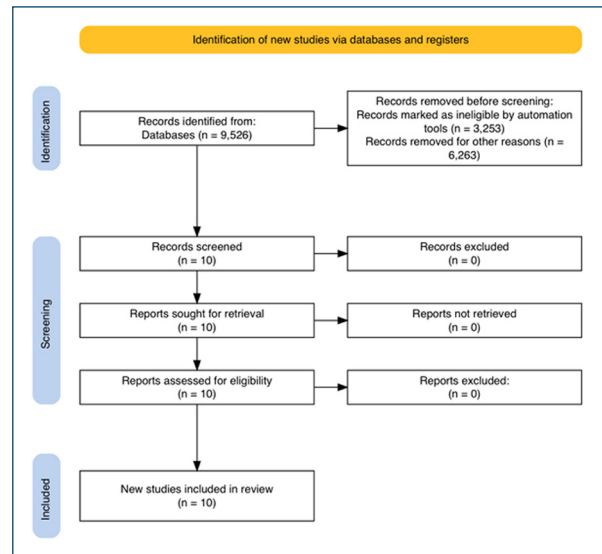 Identification of new studies via databases and registers
Identification
Records identified from:
Databases (n = 9,526)
Records removed before screening:
Records marked as ineligible by automation
tools (n = 3,253)
Records removed for other reasons (n =
6,263)
Screening
Records screened
(n = 10)
Records excluded
(n = 0)
Reports sought for retrieval
(n = 10)
Reports not retrieved
(n = 0)
Reports assessed for eligibility
(n = 10)
Reports excluded:
(n = 0)
Included
New studies included in review
(n = 10)